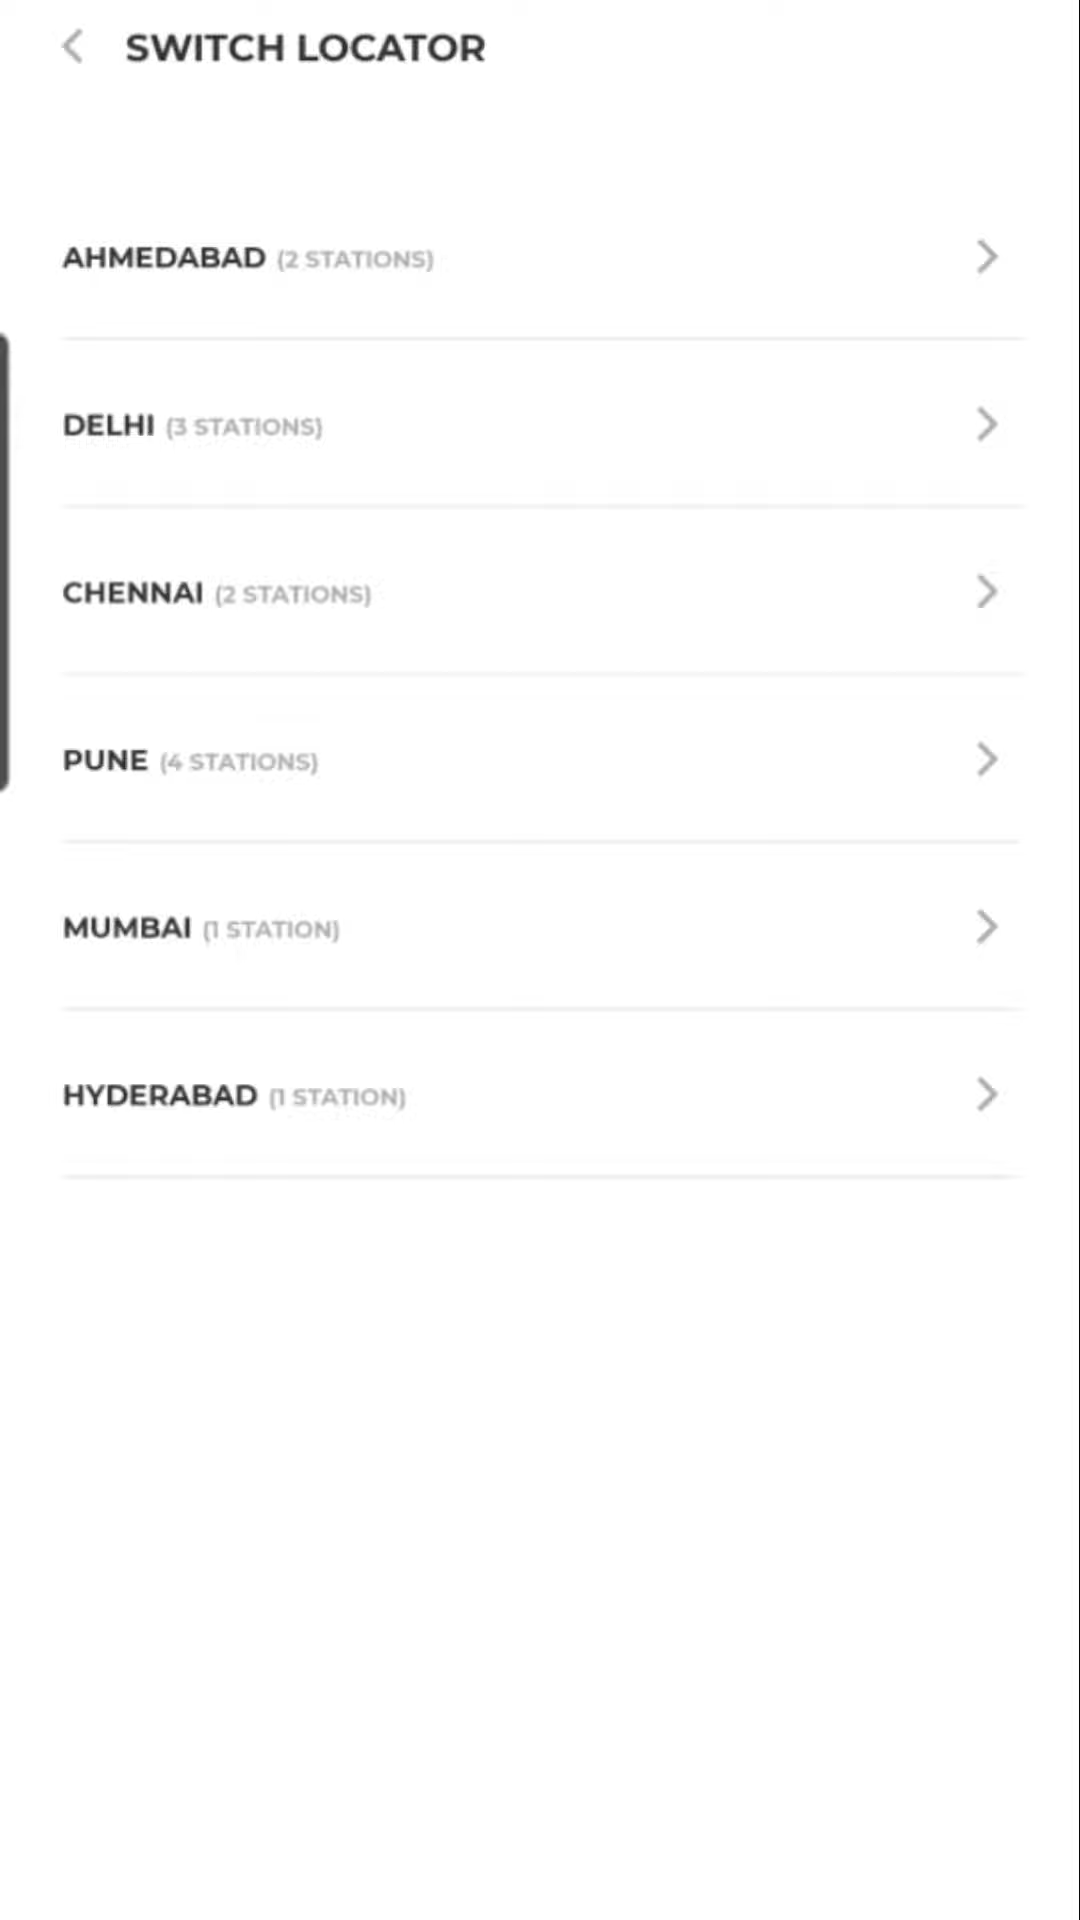 SWITCH LOCATOR
AHMEDABAD (2 STATIONS)
DELHI (3 STATIONS)
CHENNAI (2 STATIONS)
PUNE (4 STATIONS)
MUMBAI (1 STATION)
HYDERABAD (1 STATION)